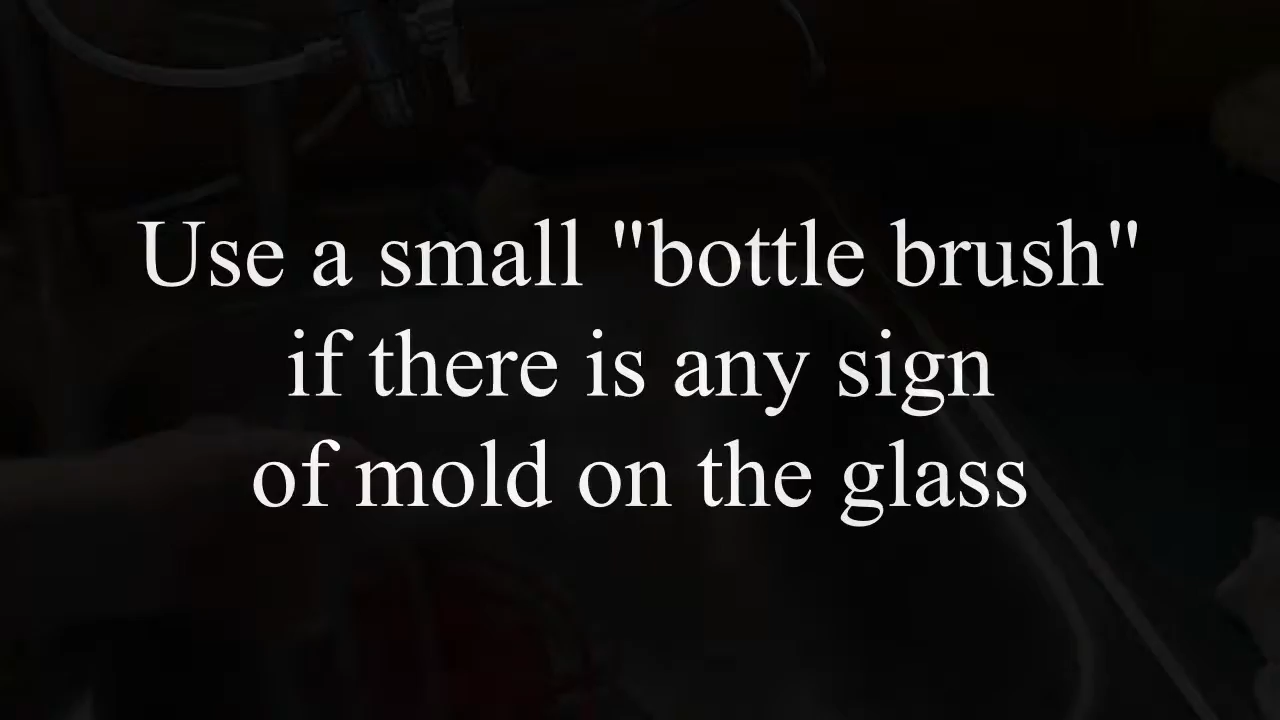 Use a small "bottle brush"
if there is any sign
of mold on the glass